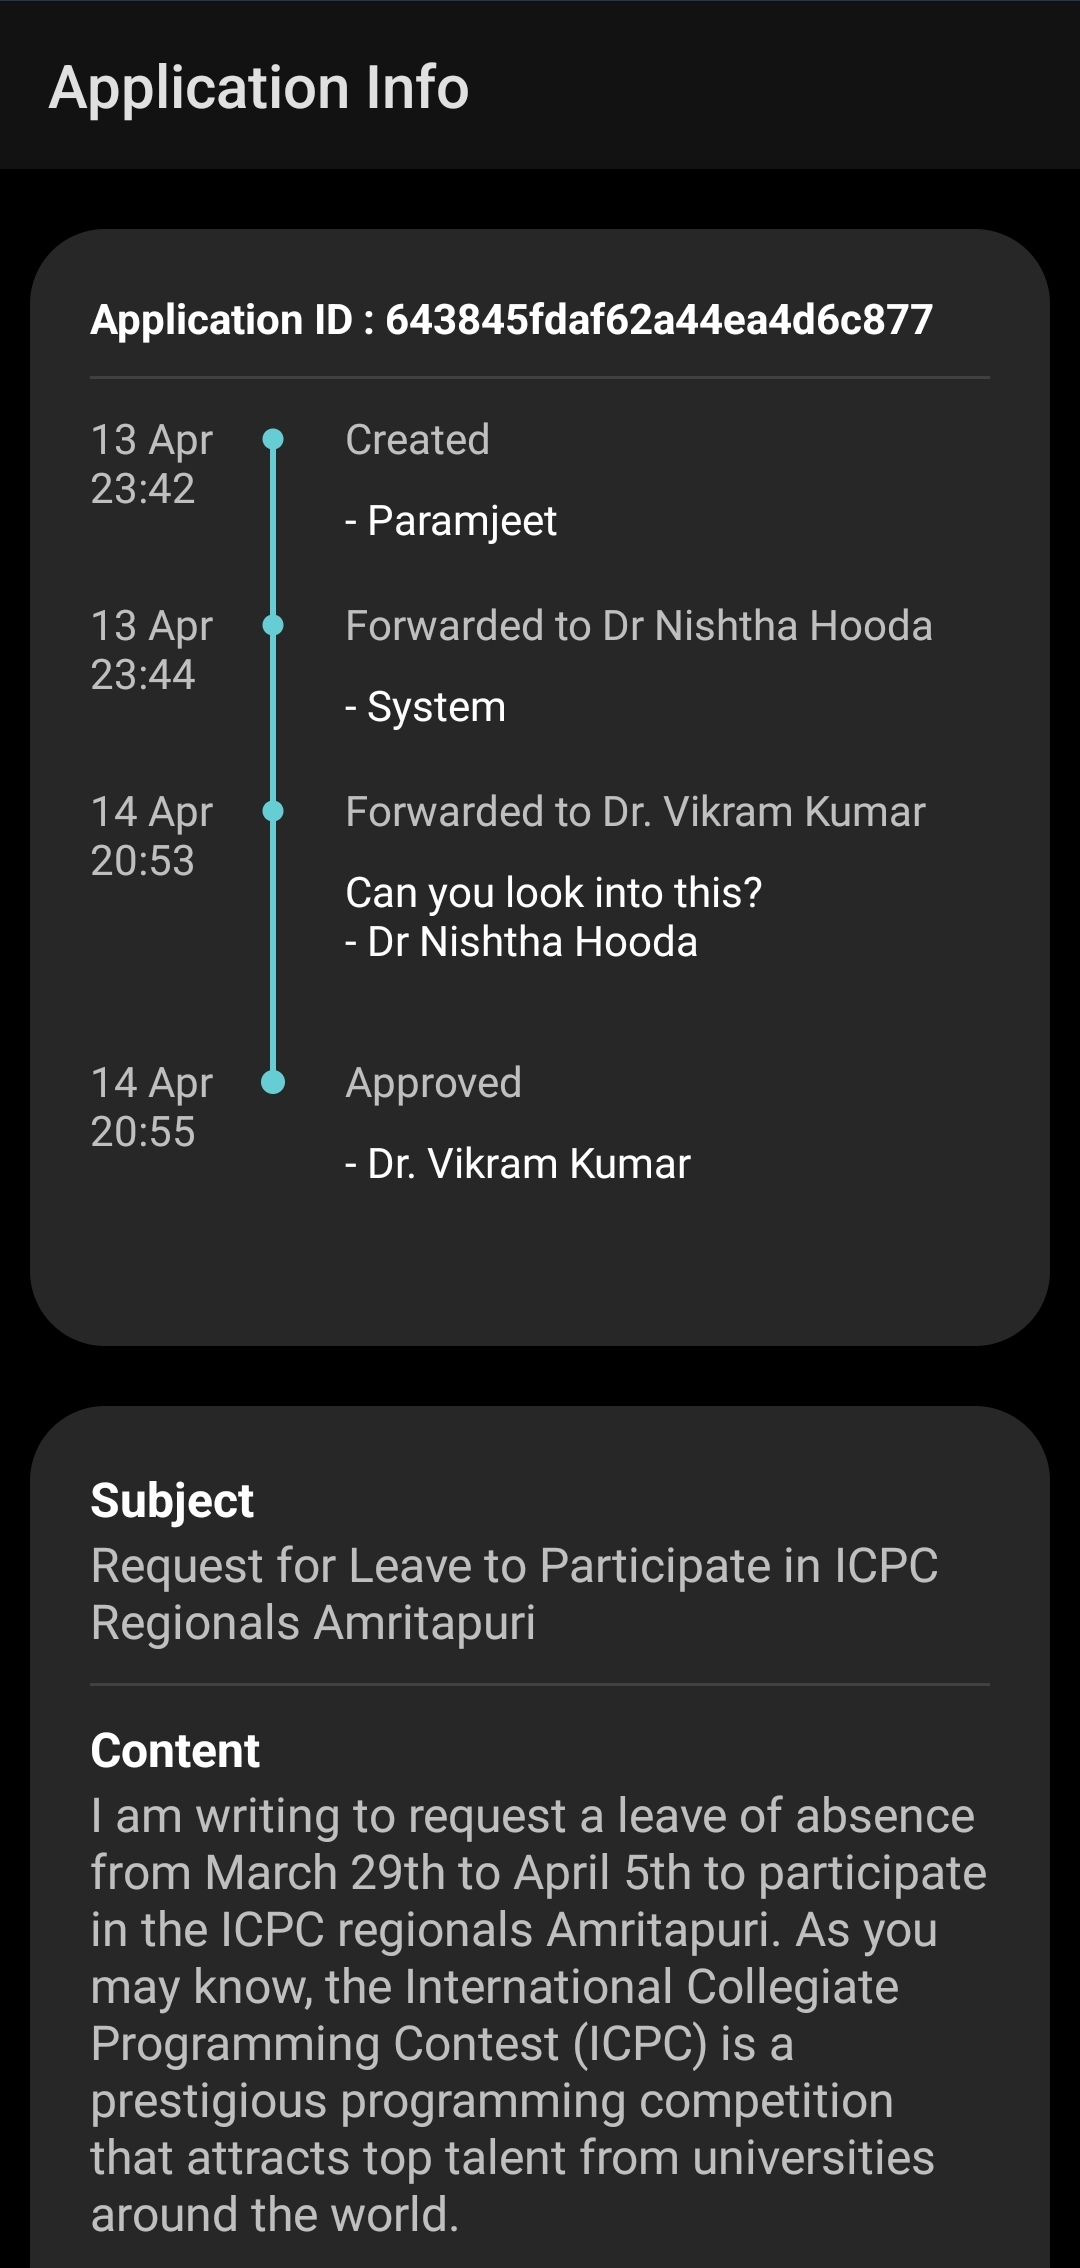 Application Info
Application ID : 643845fdaf62a44ea4d6c877
13 Apr
23:42
Created
- Paramjeet
13 Apr
23:44
Forwarded to Dr Nishtha Hooda
- System
14 Apr
20:53
Forwarded to Dr. Vikram Kumar
Can you look into this?
- Dr Nishtha Hooda
14 Apr
20:55
Approved
- Dr. Vikram Kumar
Subject
Request for Leave to Participate in ICPC
Regionals Amritapuri
Content
I am writing to request a leave of absence
from March 29th to April 5th to participate
in the ICPC regionals Amritapuri. As you
may know, the International Collegiate
Programming Contest (ICPC) is a
prestigious programming competition
that attracts top talent from universities
around the world.